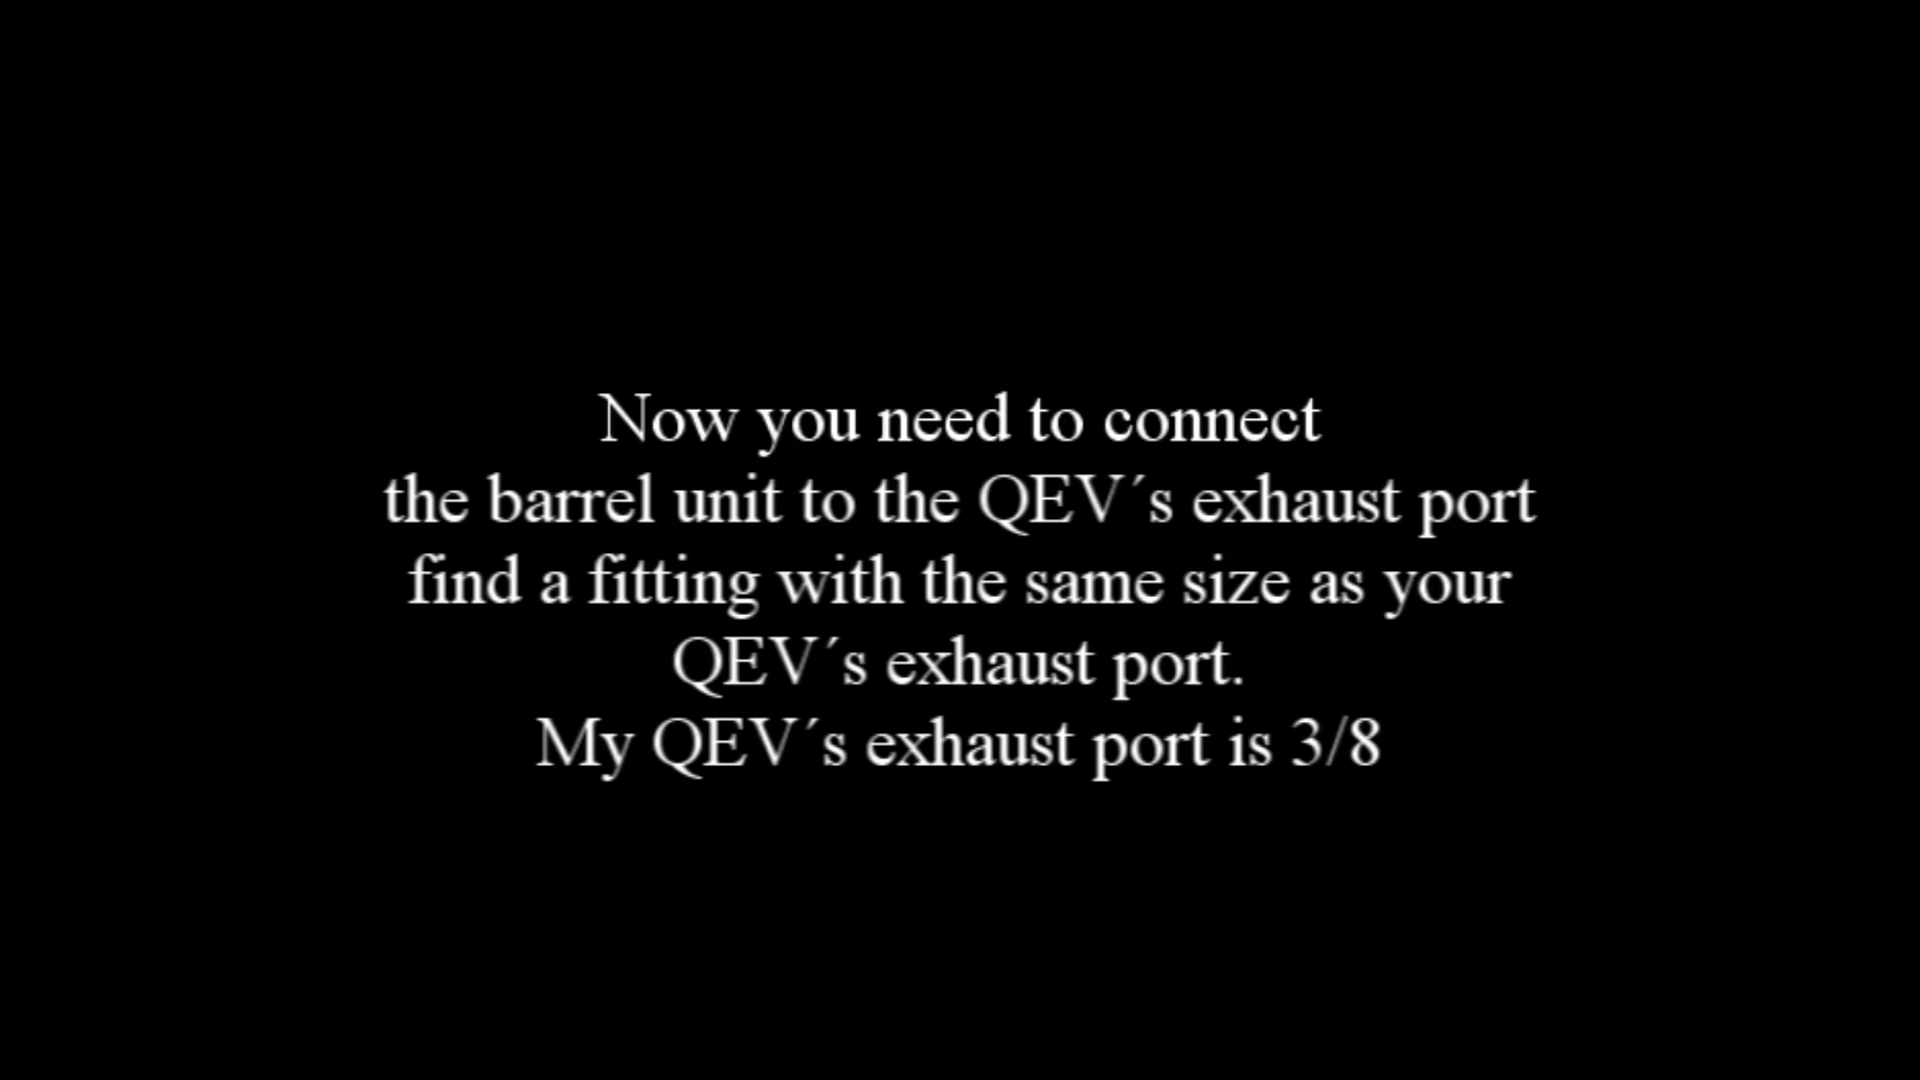 Now you need to connect
the barrel unit to the QEV´s exhaust port
find a fitting with the same size as your
QEV´s exhaust port.
My QEV´s exhaust port is 3/8